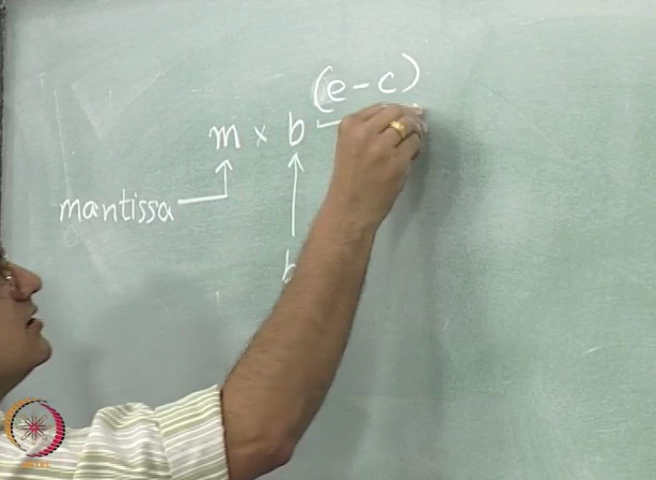 (e-c)
m × b
mantissa
b